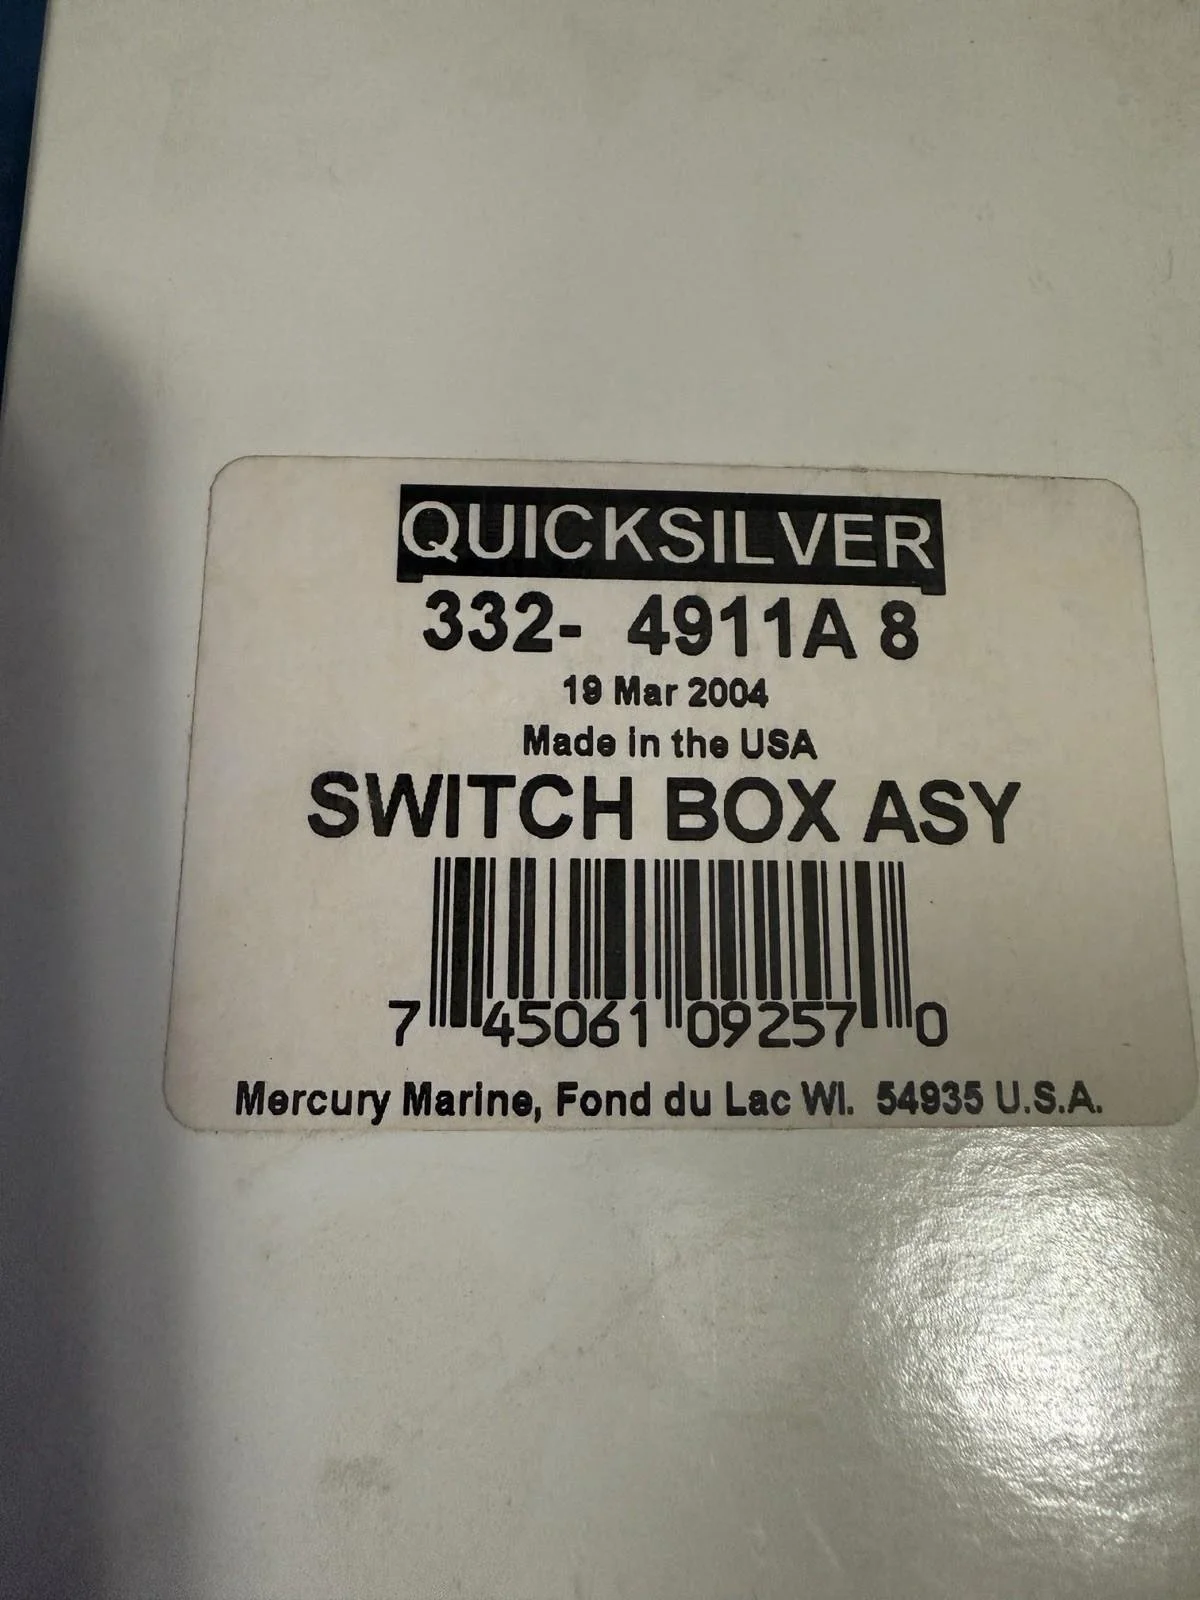 QUICKSILVER
332- 4911A 8
19 Mar 2004
Made in the USA
SWITCH BOX ASY
7 45061 09257 0
Mercury Marine, Fond du Lac WI. 54935 U.S.A.